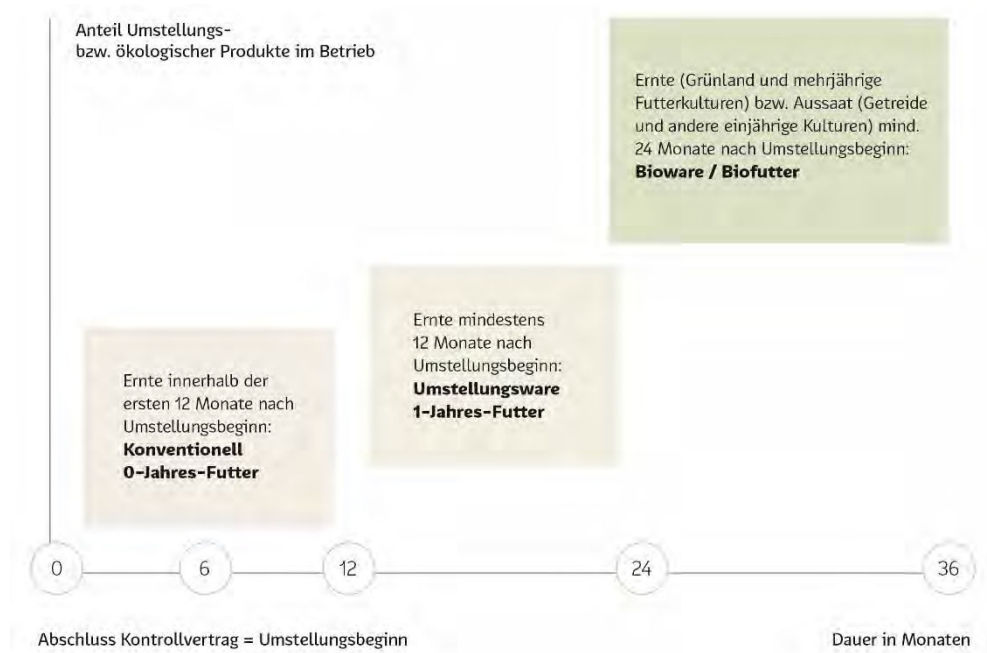 Anteil Umstellungs-
bzw. ökologischer Produkte im Betrieb
Ernte (Grünland und mehrjährige
Futterkulturen) bzw. Aussaat (Getreide
und andere einjährige Kulturen) mind.
24 Monate nach Umstellungsbeginn:
Bioware / Biofutter
Ernte mindestens
12 Monate nach
Umstellungsbeginn:
Umstellungsware
1-Jahres-Futter
Ernte innerhalb der
ersten 12 Monate nach
Umstellungsbeginn:
Konventionell
0-Jahres-Futter
0
6
12
24
36
Abschluss Kontrollvertrag = Umstellungsbeginn
Dauer in Monaten